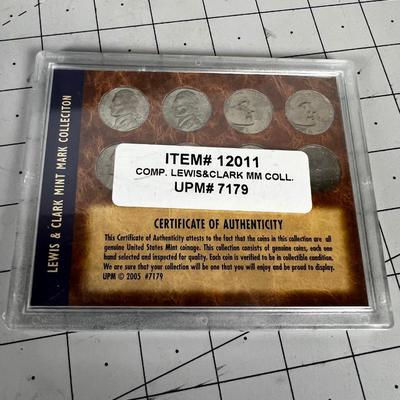 LEWIS & CLARK MINT MARK COLLECITON
ITEM# 12011
COMP. LEWIS&CLARK MM COLL.
UPM# 7179
CERTIFICATE OF AUTHENTICITY
This Certificate of Authenticity attests to the fact that the coins in this collection are all
genuine United States Mint coinage. This collection consists of genuine coins, each one
hand selected and inspected for quality. Each coin is verified to be in collectible condition.
We are sure that your collection will be one that you will enjoy and be proud to display.
UPM © 2005 #7179